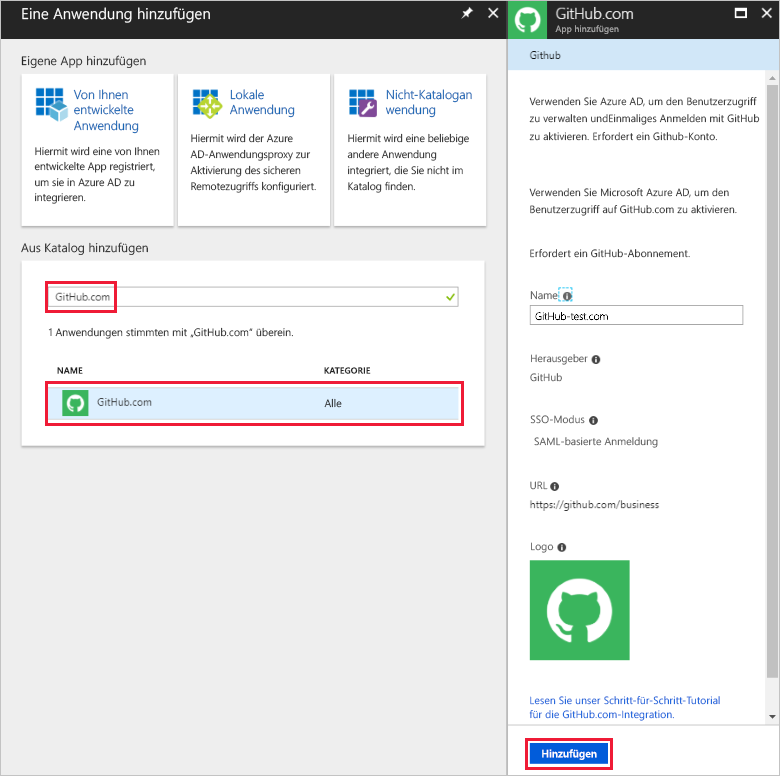 Eine Anwendung hinzufügen
Eigene App hinzufügen
Von Ihnen
entwickelte
Anwendung
Hiermit wird eine von Ihnen
entwickelte App registriert,
um sie in Azure AD zu
integrieren.
Lokale
Anwendung
Hiermit wird der Azure
AD-Anwendungsproxy zur
Aktivierung des sicheren
Remotezugriffs konfiguriert.
Nicht-Katalogan
wendung
Hiermit wird eine beliebige
andere Anwendung
integriert, die Sie nicht im
Katalog finden.
Aus Katalog hinzufügen
GitHub.com
1 Anwendungen stimmten mit „GitHub.com“ überein.
NAME KATEGORIE
GitHub.com Alle
GitHub.com
App hinzufügen
Github
Verwenden Sie Azure AD, um den Benutzerzugriff
zu verwalten undEinmaliges Anmelden mit GitHub
zu aktivieren. Erfordert ein Github-Konto.
Verwenden Sie Microsoft Azure AD, um den
Benutzerzugriff auf GitHub.com zu aktivieren.
Erfordert ein GitHub-Abonnement.
Name
GitHub-test.com
Herausgeber
GitHub
SSO-Modus
SAML-basierte Anmeldung
URL
https://github.com/business
Logo
Lesen Sie unser Schritt-für-Schritt-Tutorial
für die GitHub.com-Integration.
Hinzufügen